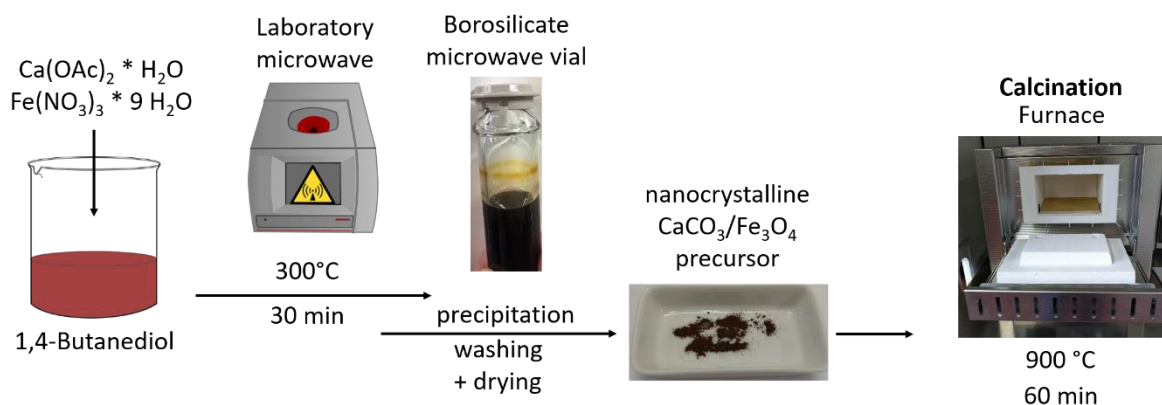 Ca(OAc)₂ * H₂O
Fe(NO₃)₃ * 9 H₂O
1,4-Butanediol
Laboratory
microwave
300°C
30 min
Borosilicate
microwave vial
precipitation
washing
+ drying
nanocrystalline
CaCO₃/Fe₃O₄
precursor
Calcination
Furnace
900 °C
60 min